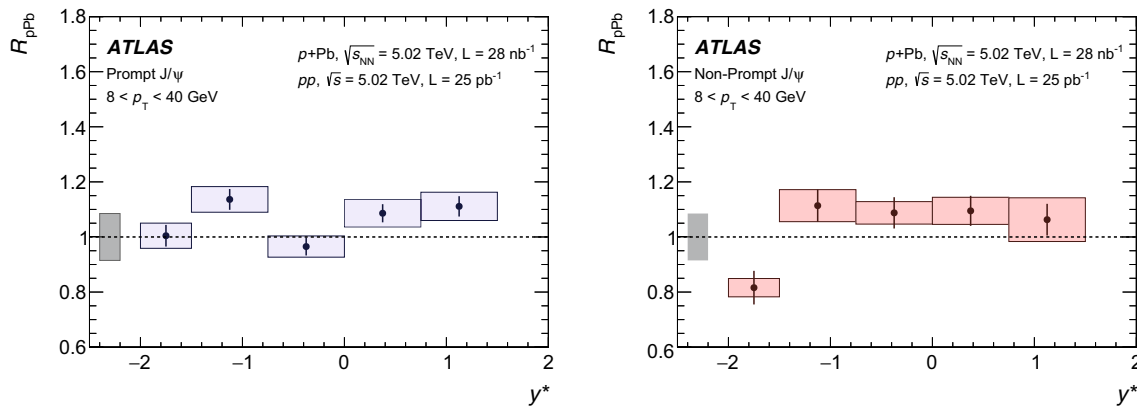 R_pPb
1.8
1.6
1.4
1.2
1
0.8
0.6
ATLAS
Prompt J/ψ
8 < p_T < 40 GeV
p+Pb, √s_NN = 5.02 TeV, L = 28 nb⁻¹
pp, √s = 5.02 TeV, L = 25 pb⁻¹
−2 −1 0 1 2
y*
R_pPb
1.8
1.6
1.4
1.2
1
0.8
0.6
ATLAS
Non-Prompt J/ψ
8 < p_T < 40 GeV
p+Pb, √s_NN = 5.02 TeV, L = 28 nb⁻¹
pp, √s = 5.02 TeV, L = 25 pb⁻¹
−2 −1 0 1 2
y*